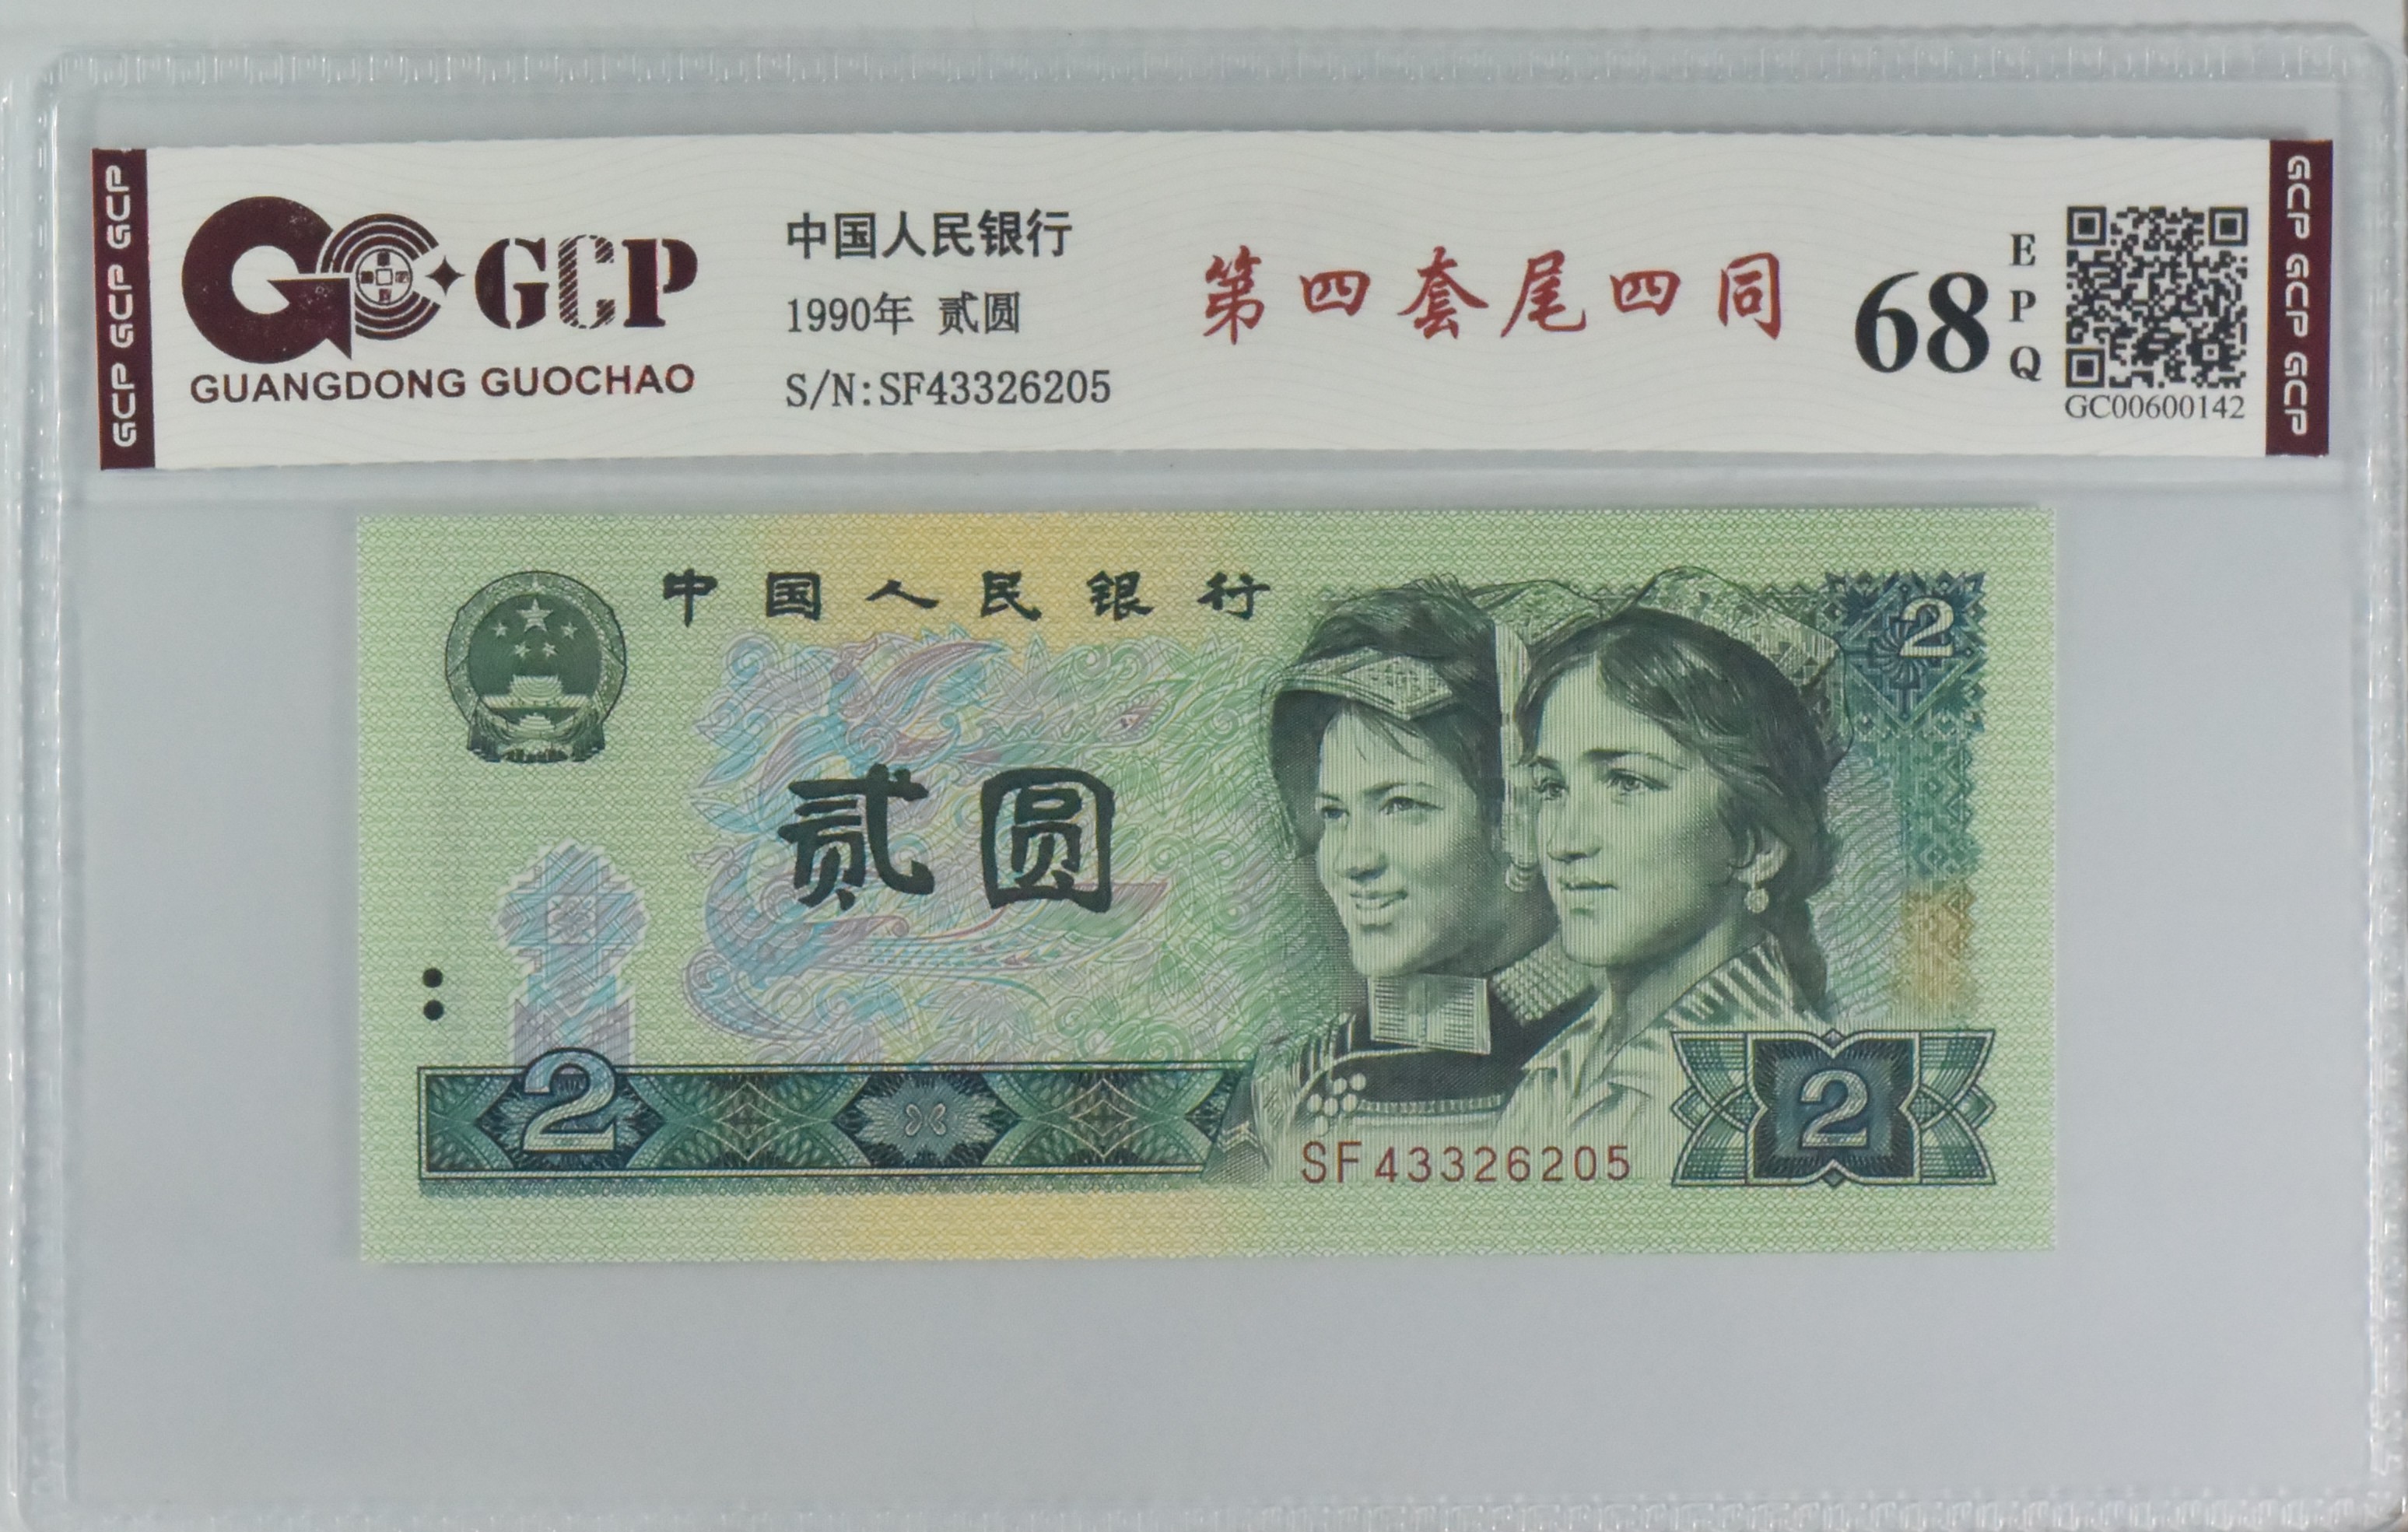 GCP GCP GCP
GCP
GUANGDONG GUOCHAO
中国人民银行
1990年 贰圆
S/N:SF43326205
第四套尾四同
68
EPQ
GC00600142
GCP GCP GCP
中国人民银行
2
贰圆
2
SF43326205
2